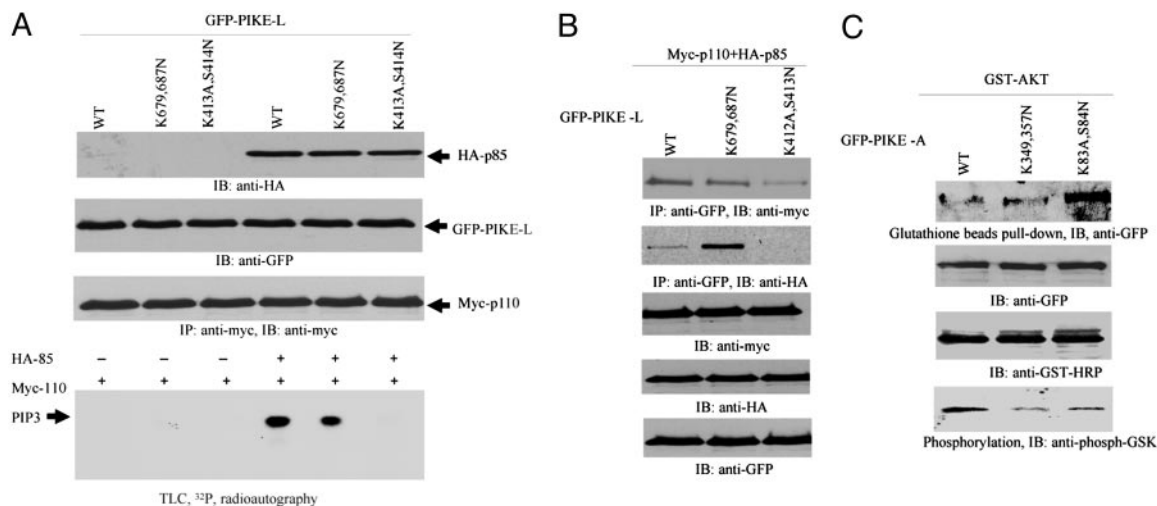 A
GFP-PIKE-L
WT
K679,687N
K413A,S414N
WT
K679,687N
K413A,S414N
HA-p85
IB: anti-HA
GFP-PIKE-L
IB: anti-GFP
Myc-p110
IP: anti-myc, IB: anti-myc
HA-85 – – – + + +
Myc-110 + + + + + +
PIP3
TLC, ³²P, radioautography
B
Myc-p110+HA-p85
GFP-PIKE -L
WT
K679,687N
K412A,S413N
IP: anti-GFP, IB: anti-myc
IP: anti-GFP, IB: anti-HA
IB: anti-myc
IB: anti-HA
IB: anti-GFP
C
GST-AKT
GFP-PIKE -A
WT
K349,357N
K83A,S84N
Glutathione beads pull-down, IB, anti-GFP
IB: anti-GFP
IB: anti-GST-HRP
Phosphorylation, IB: anti-phosph-GSK